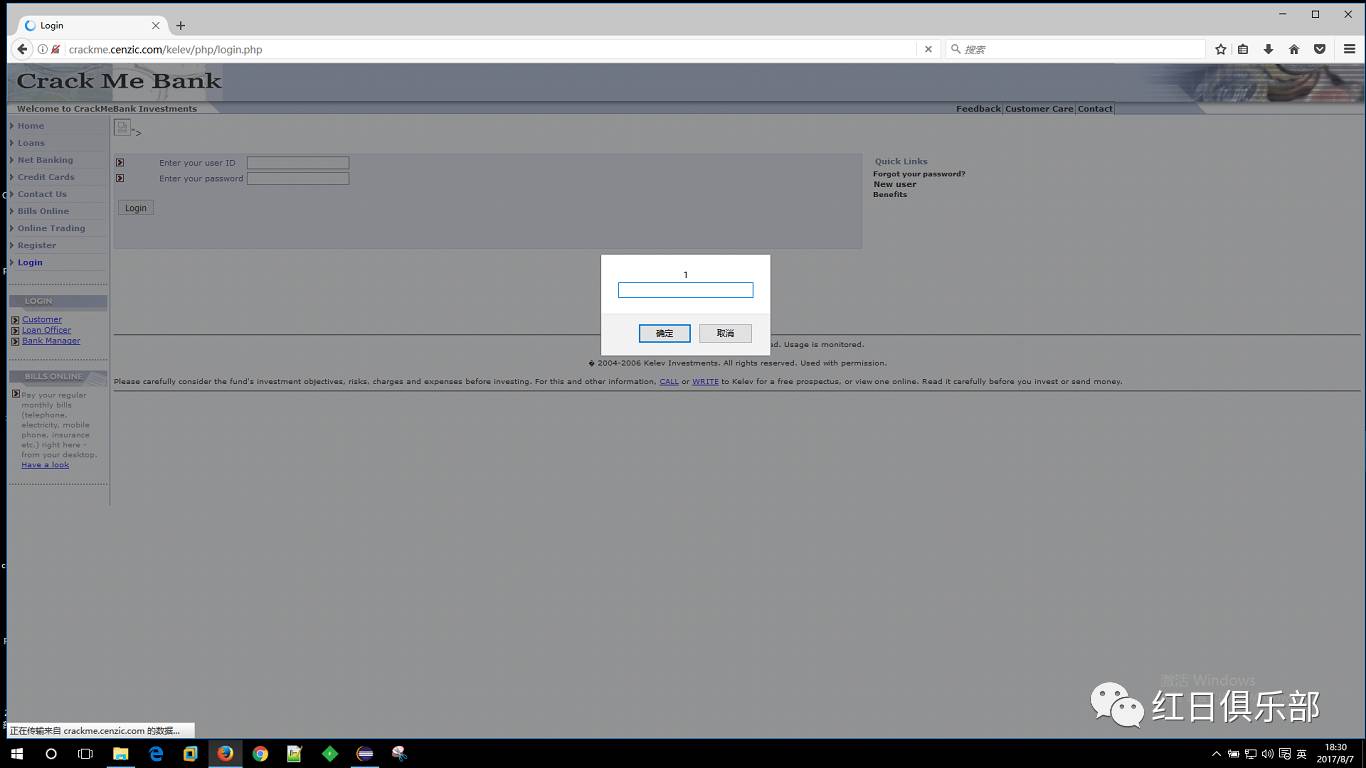 Login
crackme.cenzic.com/kelev/php/login.php
搜索
Crack Me Bank
Welcome to CrackMeBank Investments
Feedback Customer Care Contact
Home
Loans
Net Banking
Credit Cards
Contact Us
Bills Online
Online Trading
Register
Login
">
Enter your user ID
Enter your password
Login
Quick Links
Forgot your password?
New user
Benefits
1
确定 取消
LOGIN
Customer
Loan Officer
Bank Manager
BILLS ONLINE
Pay your regular
monthly bills
(telephone,
electricity, mobile
phone, insurance
etc.) right here -
from your desktop.
Have a look
d. Usage is monitored.
� 2004-2006 Kelev Investments. All rights reserved. Used with permission.
Please carefully consider the fund's investment objectives, risks, charges and expenses before investing. For this and other information, CALL or WRITE to Kelev for a free prospectus, or view one online. Read it carefully before you invest or send money.
激活 Windows
红日俱乐部
正在传输来自 crackme.cenzic.com 的数据...
英
18:30
2017/8/7